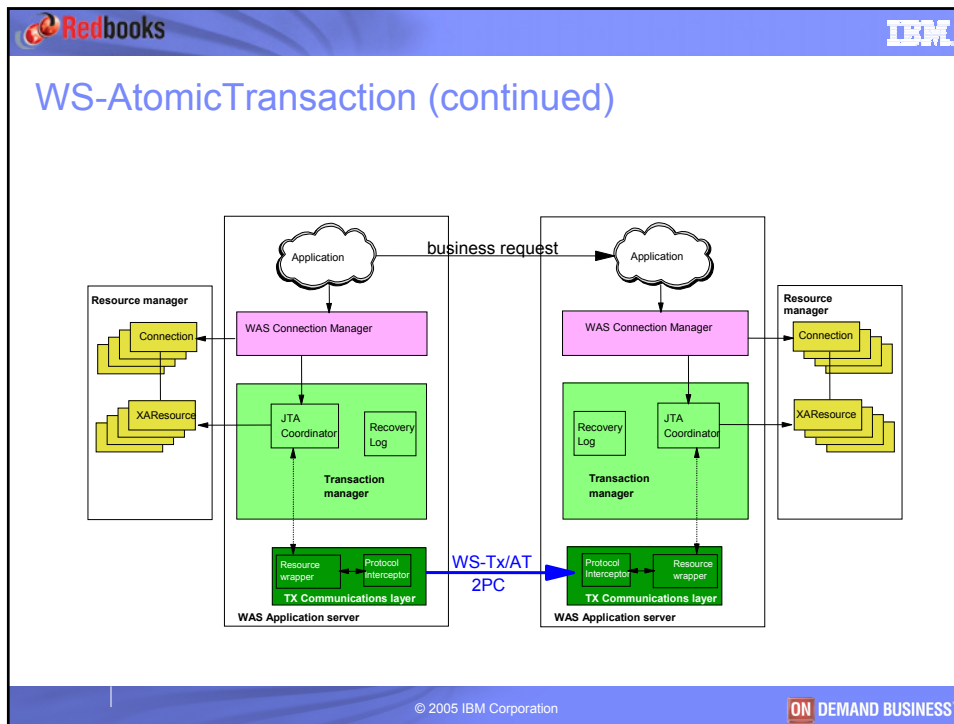 Redbooks
IBM
WS-AtomicTransaction (continued)
Application
business request
Application
Resource manager
Connection
XAResource
WAS Connection Manager
JTA
Coordinator
Recovery
Log
Transaction
manager
Resource
wrapper
Protocol
Interceptor
TX Communications layer
WAS Application server
WS-Tx/AT
2PC
WAS Connection Manager
Recovery
Log
JTA
Coordinator
Transaction
manager
Protocol
Interceptor
Resource
wrapper
TX Communications layer
WAS Application server
Resource
manager
Connection
XAResource
© 2005 IBM Corporation
ON DEMAND BUSINESS